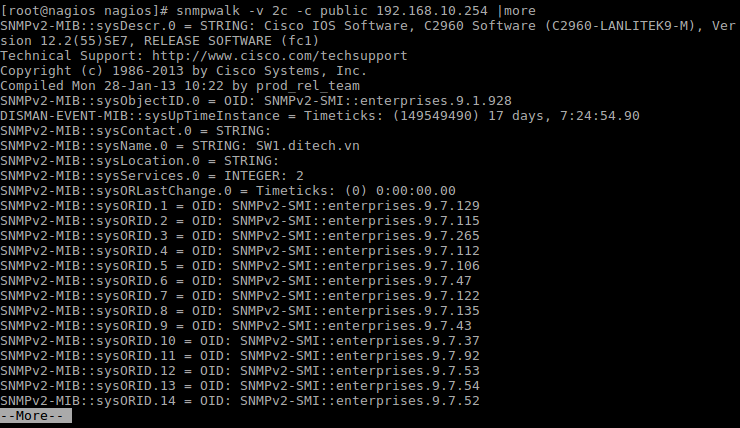 [root@nagios nagios]# snmpwalk -v 2c -c public 192.168.10.254 |more
SNMPv2-MIB::sysDescr.0 = STRING: Cisco IOS Software, C2960 Software (C2960-LANLITEK9-M), Ver
sion 12.2(55)SE7, RELEASE SOFTWARE (fc1)
Technical Support: http://www.cisco.com/techsupport
Copyright (c) 1986-2013 by Cisco Systems, Inc.
Compiled Mon 28-Jan-13 10:22 by prod_rel_team
SNMPv2-MIB::sysObjectID.0 = OID: SNMPv2-SMI::enterprises.9.1.928
DISMAN-EVENT-MIB::sysUpTimeInstance = Timeticks: (149549490) 17 days, 7:24:54.90
SNMPv2-MIB::sysContact.0 = STRING:
SNMPv2-MIB::sysName.0 = STRING: SW1.ditech.vn
SNMPv2-MIB::sysLocation.0 = STRING:
SNMPv2-MIB::sysServices.0 = INTEGER: 2
SNMPv2-MIB::sysORLastChange.0 = Timeticks: (0) 0:00:00.00
SNMPv2-MIB::sysORID.1 = OID: SNMPv2-SMI::enterprises.9.7.129
SNMPv2-MIB::sysORID.2 = OID: SNMPv2-SMI::enterprises.9.7.115
SNMPv2-MIB::sysORID.3 = OID: SNMPv2-SMI::enterprises.9.7.265
SNMPv2-MIB::sysORID.4 = OID: SNMPv2-SMI::enterprises.9.7.112
SNMPv2-MIB::sysORID.5 = OID: SNMPv2-SMI::enterprises.9.7.106
SNMPv2-MIB::sysORID.6 = OID: SNMPv2-SMI::enterprises.9.7.47
SNMPv2-MIB::sysORID.7 = OID: SNMPv2-SMI::enterprises.9.7.122
SNMPv2-MIB::sysORID.8 = OID: SNMPv2-SMI::enterprises.9.7.135
SNMPv2-MIB::sysORID.9 = OID: SNMPv2-SMI::enterprises.9.7.43
SNMPv2-MIB::sysORID.10 = OID: SNMPv2-SMI::enterprises.9.7.37
SNMPv2-MIB::sysORID.11 = OID: SNMPv2-SMI::enterprises.9.7.92
SNMPv2-MIB::sysORID.12 = OID: SNMPv2-SMI::enterprises.9.7.53
SNMPv2-MIB::sysORID.13 = OID: SNMPv2-SMI::enterprises.9.7.54
SNMPv2-MIB::sysORID.14 = OID: SNMPv2-SMI::enterprises.9.7.52
--More--